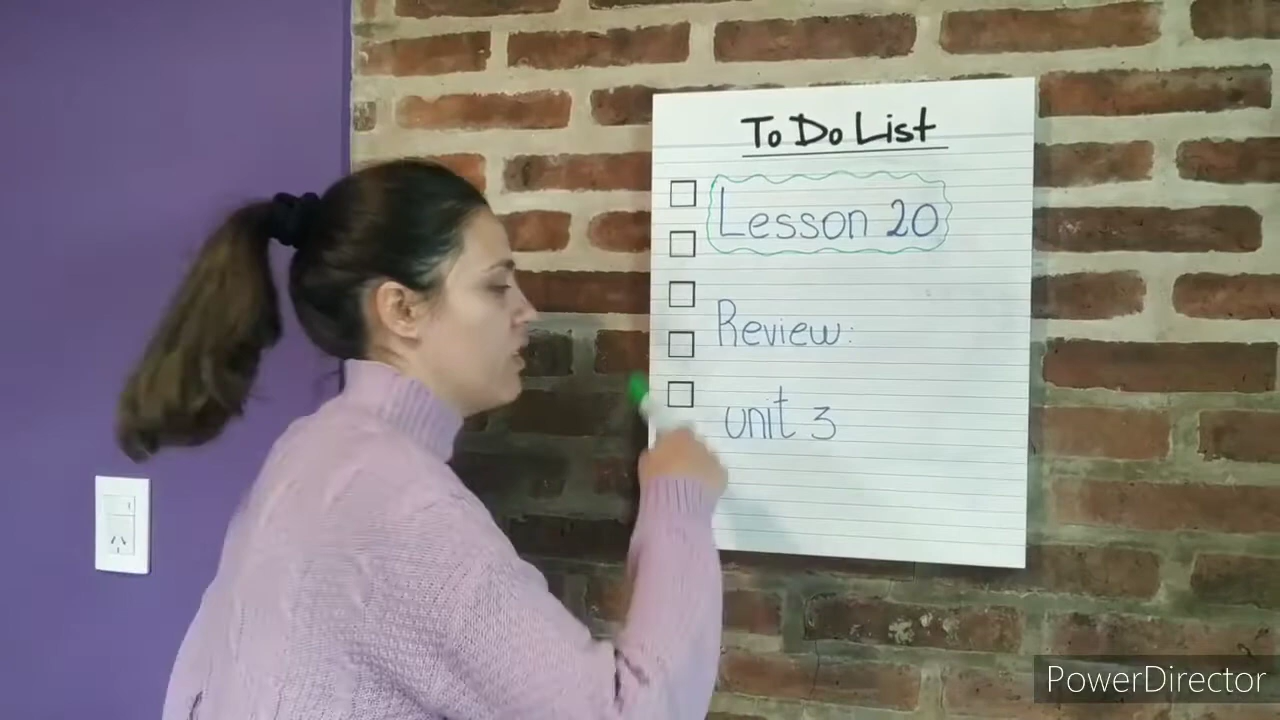 To Do List
Lesson 20
Review:
Unit 3
PowerDirector